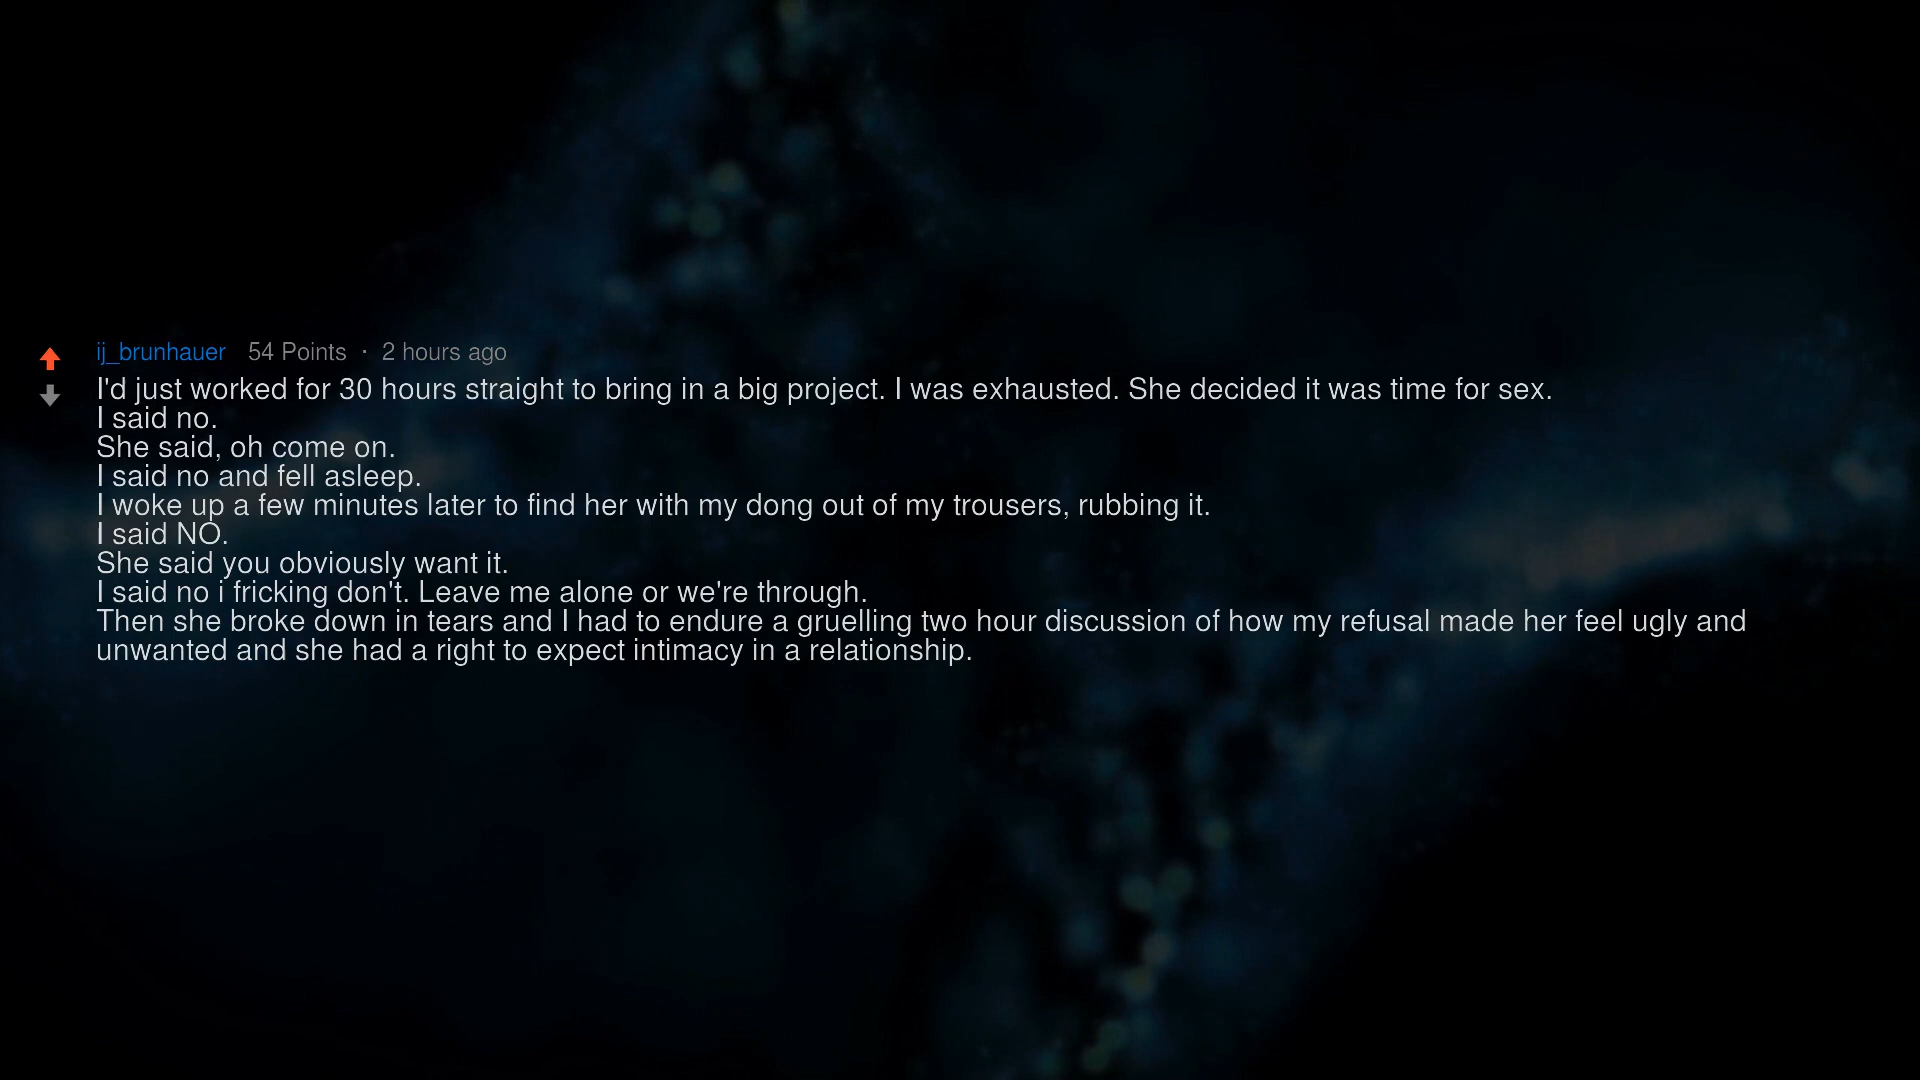 ij_brunhauer 54 Points · 2 hours ago
I'd just worked for 30 hours straight to bring in a big project. I was exhausted. She decided it was time for sex.
I said no.
She said, oh come on.
I said no and fell asleep.
I woke up a few minutes later to find her with my dong out of my trousers, rubbing it.
I said NO.
She said you obviously want it.
I said no i fricking don't. Leave me alone or we're through.
Then she broke down in tears and I had to endure a gruelling two hour discussion of how my refusal made her feel ugly and
unwanted and she had a right to expect intimacy in a relationship.